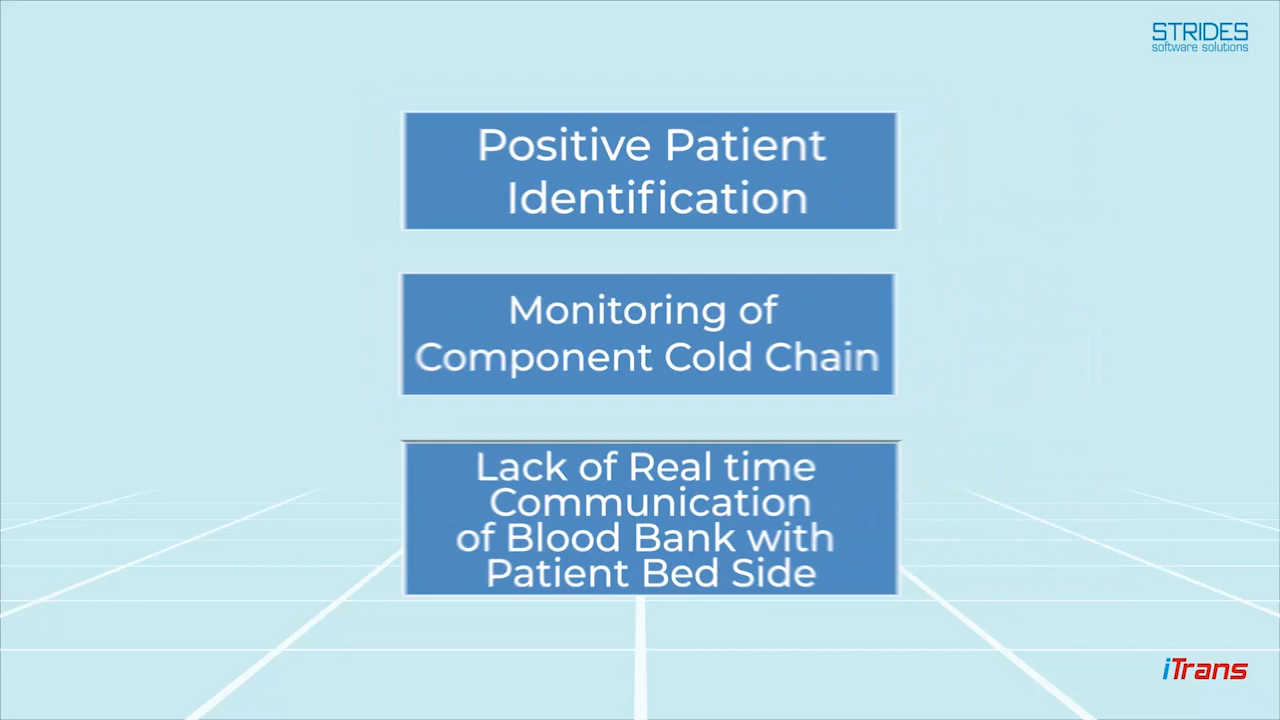 STRIDES
software solutions
Positive Patient
Identification
Monitoring of
Component Cold Chain
Lack of Real time
Communication
of Blood Bank with
Patient Bed Side
iTrans